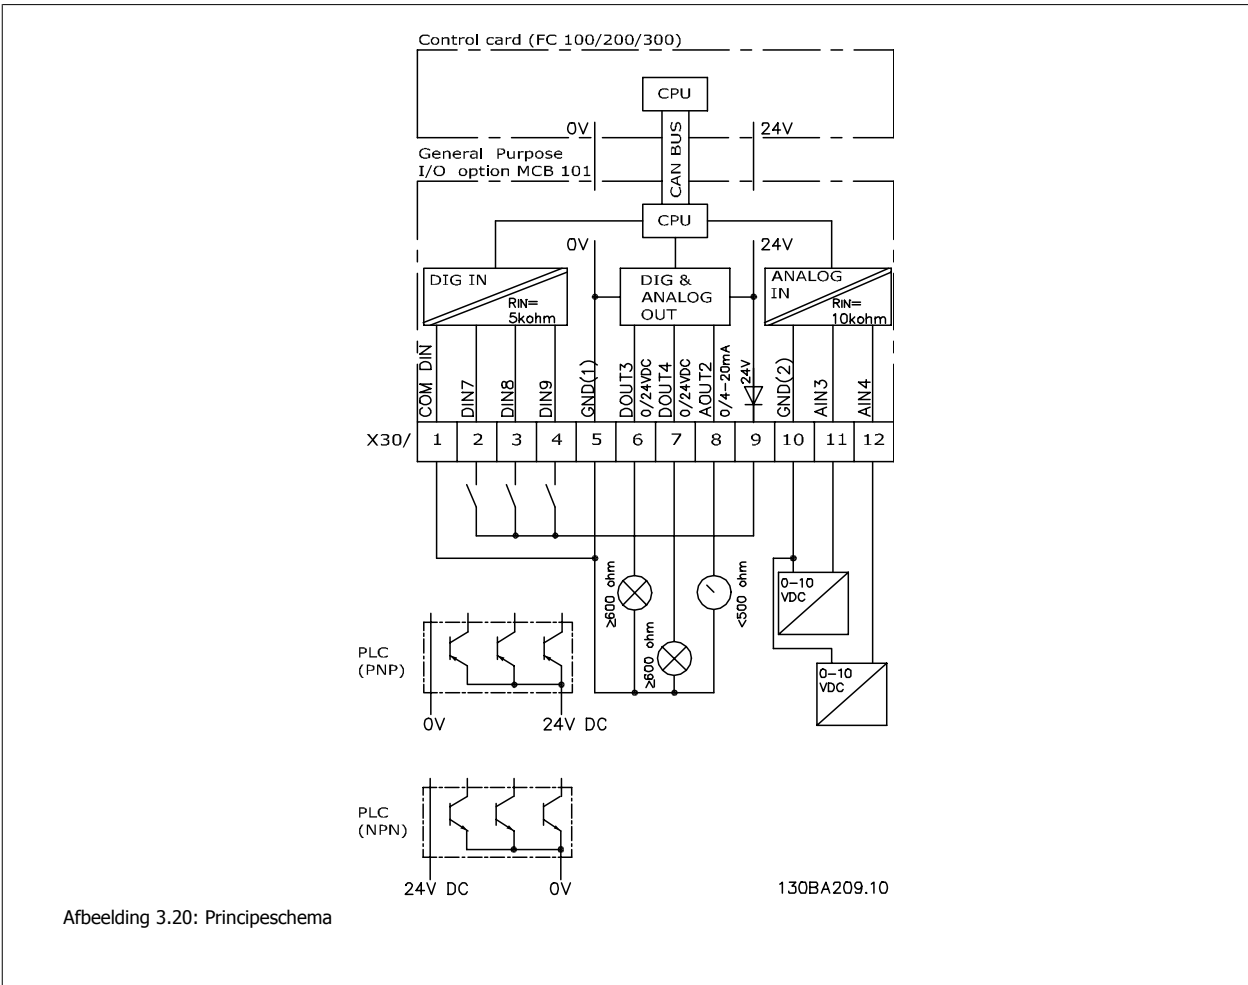 Control card (FC 100/200/300)
CPU
0V
24V
CAN BUS
General Purpose
I/O option MCB 101
CPU
0V
24V
DIG IN
RIN=
5kohm
DIG &
ANALOG
OUT
ANALOG
IN
RIN=
10kohm
COM DIN
DIN7
DIN8
DIN9
GND(1)
DOUT3
0/24VDC
DOUT4
0/24VDC
AOUT2
0/4-20mA
24V
GND(2)
AIN3
AIN4
X30/
1
2
3
4
5
6
7
8
9
10
11
12
≥600 ohm
≥600 ohm
<500 ohm
0-10
VDC
0-10
VDC
PLC
(PNP)
0V
24V DC
PLC
(NPN)
24V DC
0V
130BA209.10
Afbeelding 3.20: Principeschema